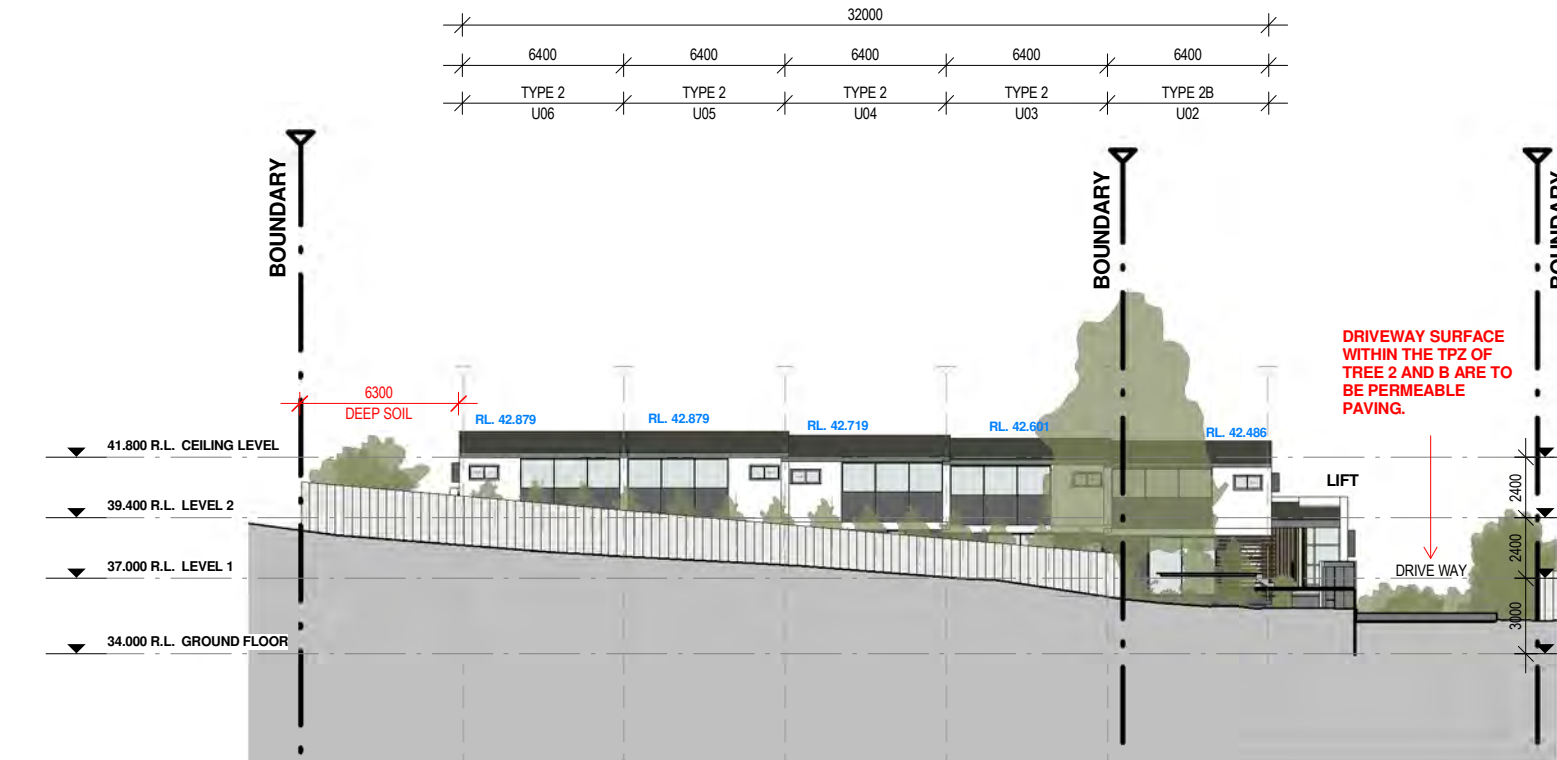 32000
6400 6400 6400 6400 6400
TYPE 2 TYPE 2 TYPE 2 TYPE 2 TYPE 2B
U06 U05 U04 U03 U02
BOUNDARY
BOUNDARY
BOUNDARY
DRIVEWAY SURFACE
WITHIN THE TPZ OF
TREE 2 AND B ARE TO
BE PERMEABLE
PAVING.
6300
DEEP SOIL
RL. 42.879
RL. 42.879
RL. 42.719
RL. 42.601
RL. 42.486
41.800 R.L. CEILING LEVEL
39.400 R.L. LEVEL 2
37.000 R.L. LEVEL 1
34.000 R.L. GROUND FLOOR
LIFT
DRIVE WAY
2400
2400
3000